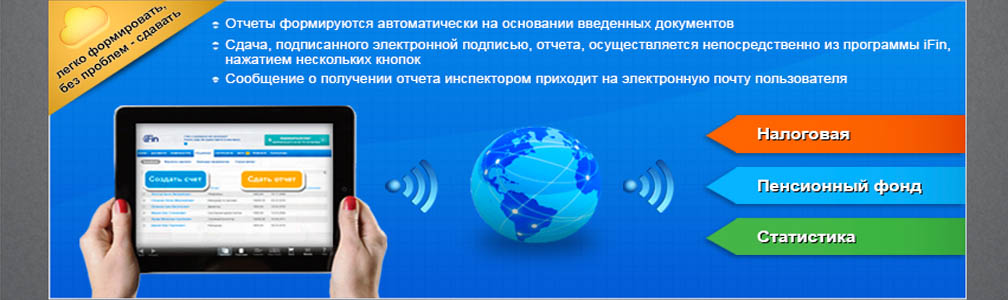 легко формировать,
без проблем - сдавать
Отчеты формируются автоматически на основании введенных документов
Сдача, подписанного электронной подписью, отчета, осуществляется непосредственно из программы iFin,
нажатием нескольких кнопок
Сообщение о получении отчета инспектором приходит на электронную почту пользователя
iFin
Создать счет
Сдать отчет
Налоговая
Пенсионный фонд
Статистика